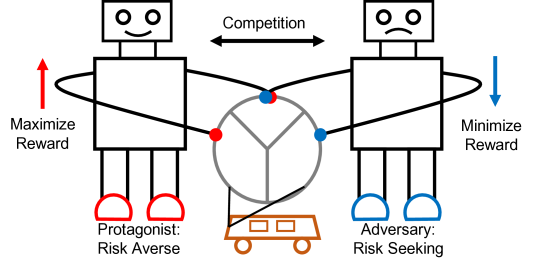 Competition
Maximize
Reward
Minimize
Reward
Protagonist:
Risk Averse
Adversary:
Risk Seeking